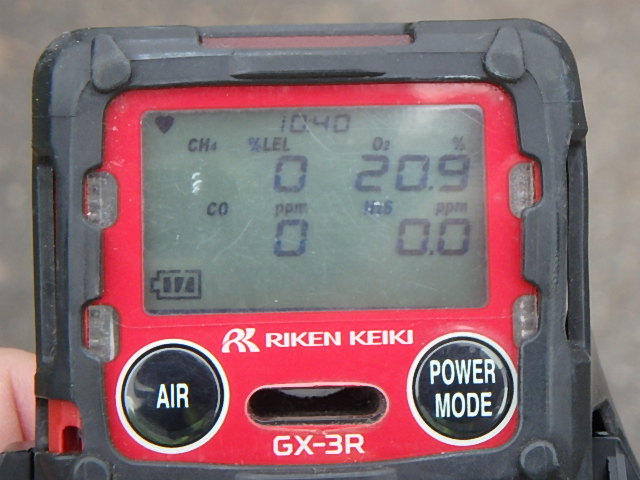 10:40
CH4 %LEL O2 %
0 20.9
CO ppm H2S ppm
0 0.0
RIKEN KEIKI
AIR
POWER
MODE
GX-3R